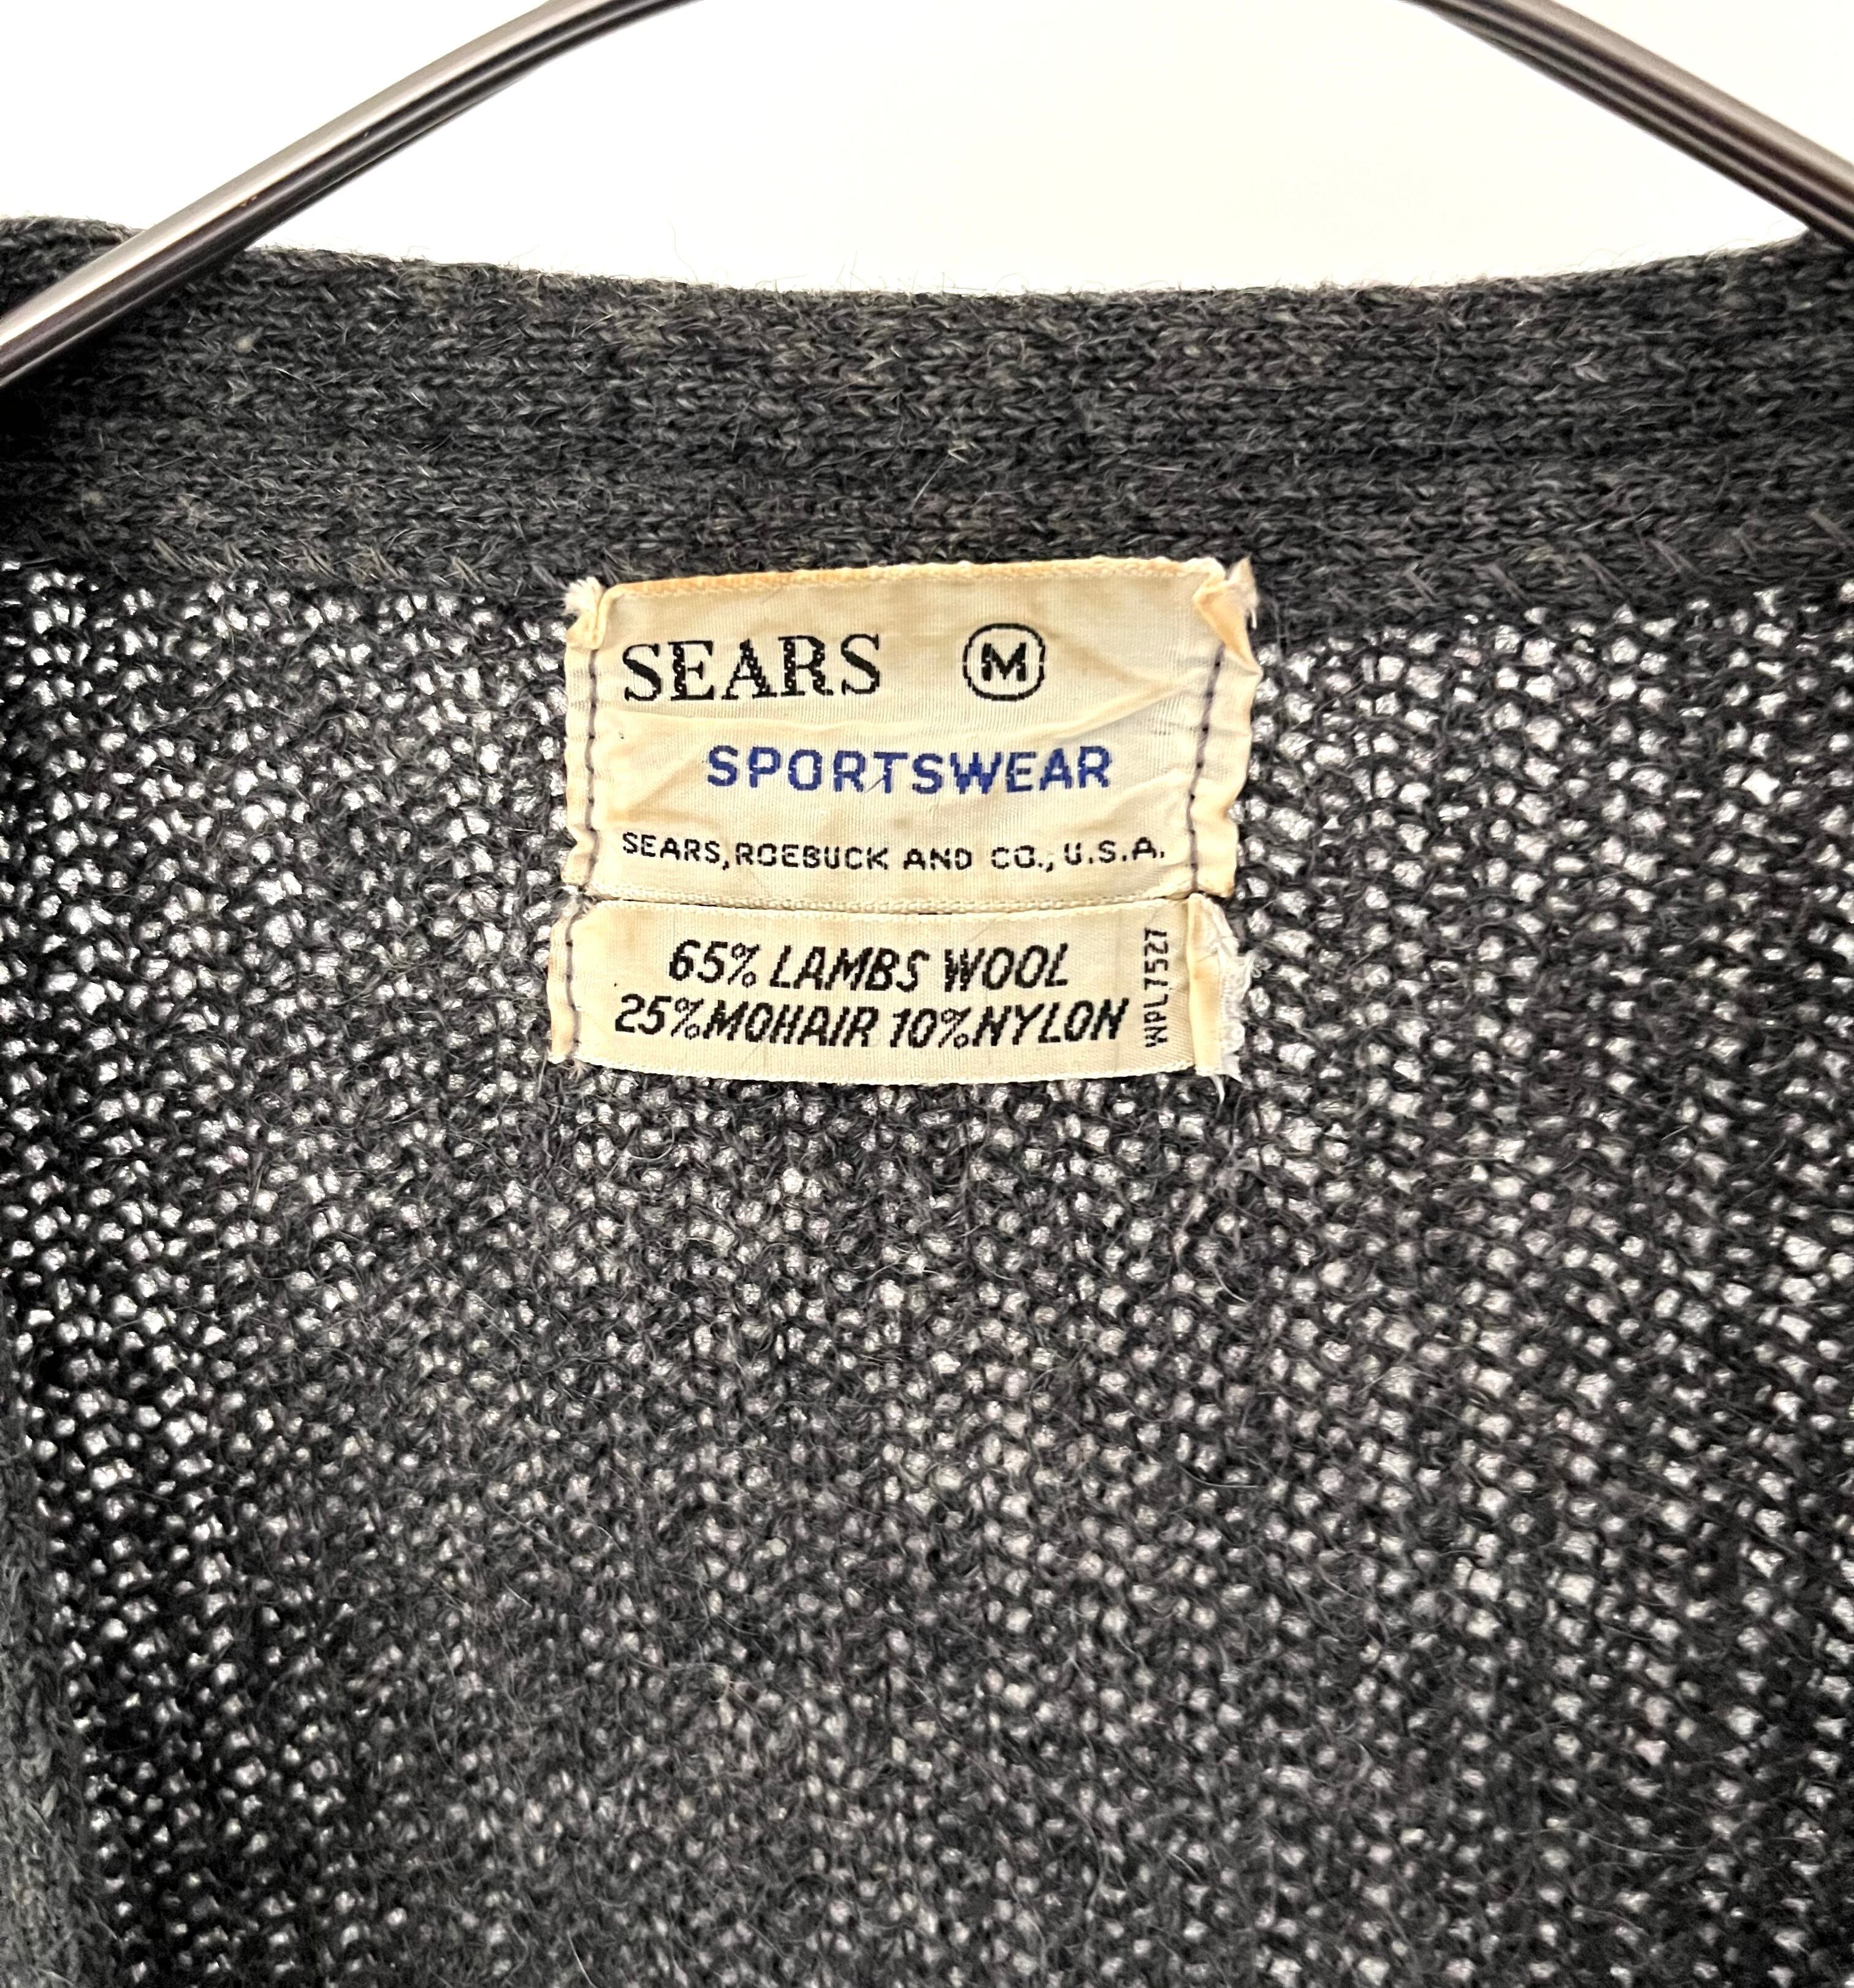 SEARS M
SPORTSWEAR
SEARS, ROEBUCK AND CO., U.S.A.
65% LAMBS WOOL
25% MOHAIR 10% NYLON
WPL 7527